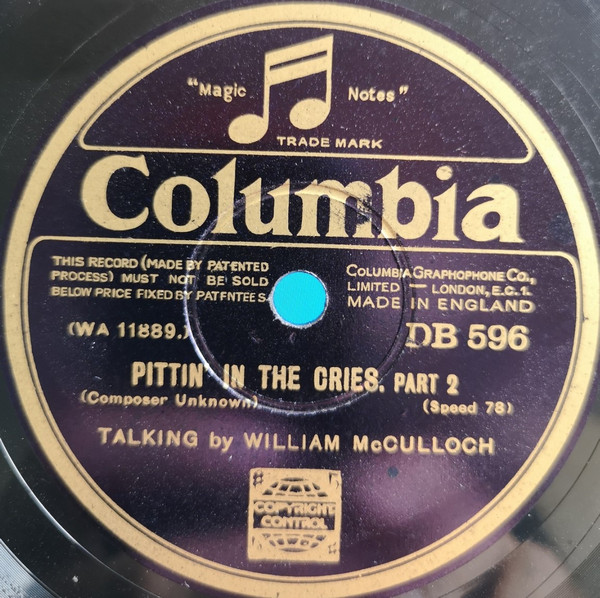 "Magic Notes"
TRADE MARK
Columbia
THIS RECORD (MADE BY PATENTED
PROCESS) MUST NOT BE SOLD
BELOW PRICE FIXED BY PATENTEES
COLUMBIA GRAPHOPHONE CO.,
LIMITED — LONDON, E.C.1.
MADE IN ENGLAND
(WA 11889.)
DB 596
PITTIN' IN THE CRIES. PART 2
(Composer Unknown)
(Speed 78)
TALKING by WILLIAM McCULLOCH
COPYRIGHT
CONTROL